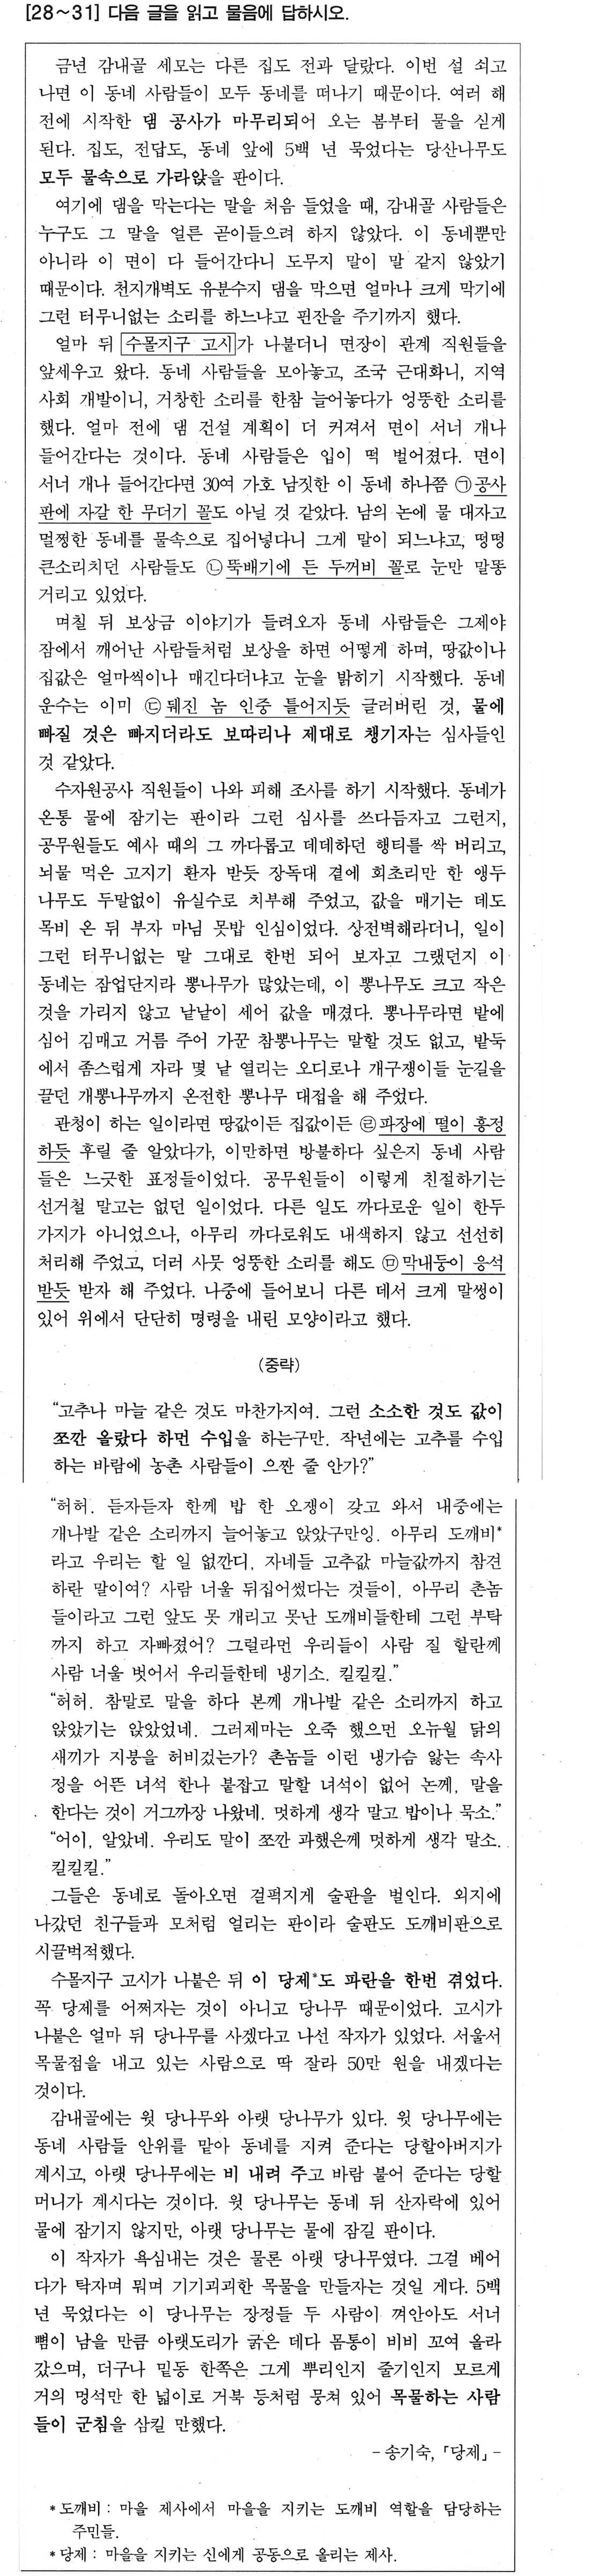 [28~31] 다음 글을 읽고 물음에 답하시오.
금년 감내골 세모는 다른 집도 전과 달랐다. 이번 설 쇠고
나면 이 동네 사람들이 모두 동네를 떠나기 때문이다. 여러 해
전에 시작한 댐 공사가 마무리되어 오는 봄부터 물을 싣게
된다. 집도, 전답도, 동네 앞에 5백 년 묵었다는 당산나무도
모두 물속으로 가라앉을 판이다.
여기에 댐을 막는다는 말을 처음 들었을 때, 감내골 사람들은
누구도 그 말을 얼른 곧이들으려 하지 않았다. 이 동네뿐만
아니라 이 면이 다 들어간다니 도무지 말이 말 같지 않았기
때문이다. 천지개벽도 유분수지 댐을 막으면 얼마나 크게 막기에
그런 터무니없는 소리를 하느냐고 핀잔을 주기까지 했다.
얼마 뒤 수몰지구 고시가 나붙더니 면장이 관계 직원들을
앞세우고 왔다. 동네 사람들을 모아놓고, 조국 근대화니, 지역
사회 개발이니, 거창한 소리를 한참 늘어놓다가 엉뚱한 소리를
했다. 얼마 전에 댐 건설 계획이 더 커져서 면이 서너 개나
들어간다는 것이다. 동네 사람들은 입이 떡 벌어졌다. 면이
서너 개나 들어간다면 30여 가호 남짓한 이 동네 하나쯤 ㉠공사
판에 자갈 한 무더기 꼴도 아닐 것 같았다. 남의 논에 물 대자고
멀쩡한 동네를 물속으로 집어넣다니 그게 말이 되느냐고, 떵떵
큰소리치던 사람들도 ㉡뚝배기에 든 두꺼비 꼴로 눈만 말똥
거리고 있었다.
며칠 뒤 보상금 이야기가 들려오자 동네 사람들은 그제야
잠에서 깨어난 사람들처럼 보상을 하면 어떻게 하며, 땅값이나
집값은 얼마씩이나 매긴다더냐고 눈을 밝히기 시작했다. 동네
운수는 이미 ㉢뒈진 놈 인중 틀어지듯 글러버린 것, 물에
빠질 것은 빠지더라도 보따리나 제대로 챙기자는 심사들인
것 같았다.
수자원공사 직원들이 나와 피해 조사를 하기 시작했다. 동네가
온통 물에 잠기는 판이라 그런 심사를 쓰다듬자고 그런지,
공무원들도 예사 때의 그 까다롭고 데데하던 행티를 싹 버리고,
뇌물 먹은 고지기 환자 받듯 장독대 곁에 회초리만 한 앵두
나무도 두말없이 유실수로 치부해 주었고, 값을 매기는 데도
목비 온 뒤 부자 마님 못밥 인심이었다. 상전벽해라더니, 일이
그런 터무니없는 말 그대로 한번 되어 보자고 그랬던지 이
동네는 잠업단지라 뽕나무가 많았는데, 이 뽕나무도 크고 작은
것을 가리지 않고 낱낱이 세어 값을 매겼다. 뽕나무라면 밭에
심어 김매고 거름 주어 가꾼 참뽕나무는 말할 것도 없고, 밭둑
에서 좀스럽게 자라 몇 날 열리는 오디로나 개구쟁이들 눈길을
끌던 개뽕나무까지 온전한 뽕나무 대접을 해 주었다.
관청이 하는 일이라면 땅값이든 집값이든 ㉣파장에 떨이 흥정
하듯 후릴 줄 알았다가, 이만하면 방불하다 싶은지 동네 사람
들은 느긋한 표정들이었다. 공무원들이 이렇게 친절하기는
선거철 말고는 없던 일이었다. 다른 일도 까다로운 일이 한두
가지가 아니었으나, 아무리 까다로워도 내색하지 않고 선선히
처리해 주었고, 더러 사뭇 엉뚱한 소리를 해도 ㉤막내둥이 응석
받듯 받자 해 주었다. 나중에 들어보니 다른 데서 크게 말썽이
있어 위에서 단단히 명령을 내린 모양이라고 했다.
(중략)
“고추나 마늘 같은 것도 마찬가지여. 그런 소소한 것도 값이
쪼깐 올랐다 하먼 수입을 하는구만. 작년에는 고추를 수입
하는 바람에 농촌 사람들이 으짠 줄 안가?”
“허허. 듣자듣자 한께 밥 한 오쟁이 갖고 와서 내중에는
개나발 같은 소리까지 늘어놓고 앉았구만잉. 아무리 도깨비*
라고 우리는 할 일 없간디, 자네들 고추값 마늘값까지 참견
하란 말이여? 사람 너울 뒤집어썼다는 것들이, 아무리 촌놈
들이라고 그런 앞도 못 개리고 못난 도깨비들한테 그런 부탁
까지 하고 자빠졌어? 그럴라먼 우리들이 사람 질 할란께
사람 너울 벗어서 우리들한테 냉기소. 킬킬킬.”
“허허. 참말로 말을 하다 본께 개나발 같은 소리까지 하고
앉았기는 앉았었네. 그러제마는 오죽 했으먼 오뉴월 닭의
새끼가 지붕을 허비겄는가? 촌놈들 이런 냉가슴 앓는 속사
정을 어뜬 녀석 한나 붙잡고 말할 녀석이 없어 논께, 말을
한다는 것이 거그까장 나왔네. 멋하게 생각 말고 밥이나 묵소.”
“어이, 알았네. 우리도 말이 쪼깐 과했은께 멋하게 생각 말소.
킬킬킬.”
그들은 동네로 돌아오면 걸퍽지게 술판을 벌인다. 외지에
나갔던 친구들과 모처럼 얼리는 판이라 술판도 도깨비판으로
시끌벅적했다.
수몰지구 고시가 나붙은 뒤 이 당제*도 파란을 한번 겪었다.
꼭 당제를 어쩌자는 것이 아니고 당나무 때문이었다. 고시가
나붙은 얼마 뒤 당나무를 사겠다고 나선 작자가 있었다. 서울서
목물점을 내고 있는 사람으로 딱 잘라 50만 원을 내겠다는
것이다.
감내골에는 윗 당나무와 아랫 당나무가 있다. 윗 당나무에는
동네 사람들 안위를 맡아 동네를 지켜 준다는 당할아버지가
계시고, 아랫 당나무에는 비 내려 주고 바람 불어 준다는 당할
머니가 계시다는 것이다. 윗 당나무는 동네 뒤 산자락에 있어
물에 잠기지 않지만, 아랫 당나무는 물에 잠길 판이다.
이 작자가 욕심내는 것은 물론 아랫 당나무였다. 그걸 베어
다가 탁자며 뭐며 기기괴괴한 목물을 만들자는 것일 게다. 5백
년 묵었다는 이 당나무는 장정들 두 사람이 껴안아도 서너
뼘이 남을 만큼 아랫도리가 굵은 데다 몸통이 비비 꼬여 올라
갔으며, 더구나 밑동 한쪽은 그게 뿌리인지 줄기인지 모르게
거의 멍석만 한 넓이로 거북 등처럼 뭉쳐 있어 목물하는 사람
들이 군침을 삼킬 만했다.
- 송기숙, 「당제」 -
* 도깨비 : 마을 제사에서 마을을 지키는 도깨비 역할을 담당하는
주민들.
* 당제 : 마을을 지키는 신에게 공동으로 올리는 제사.